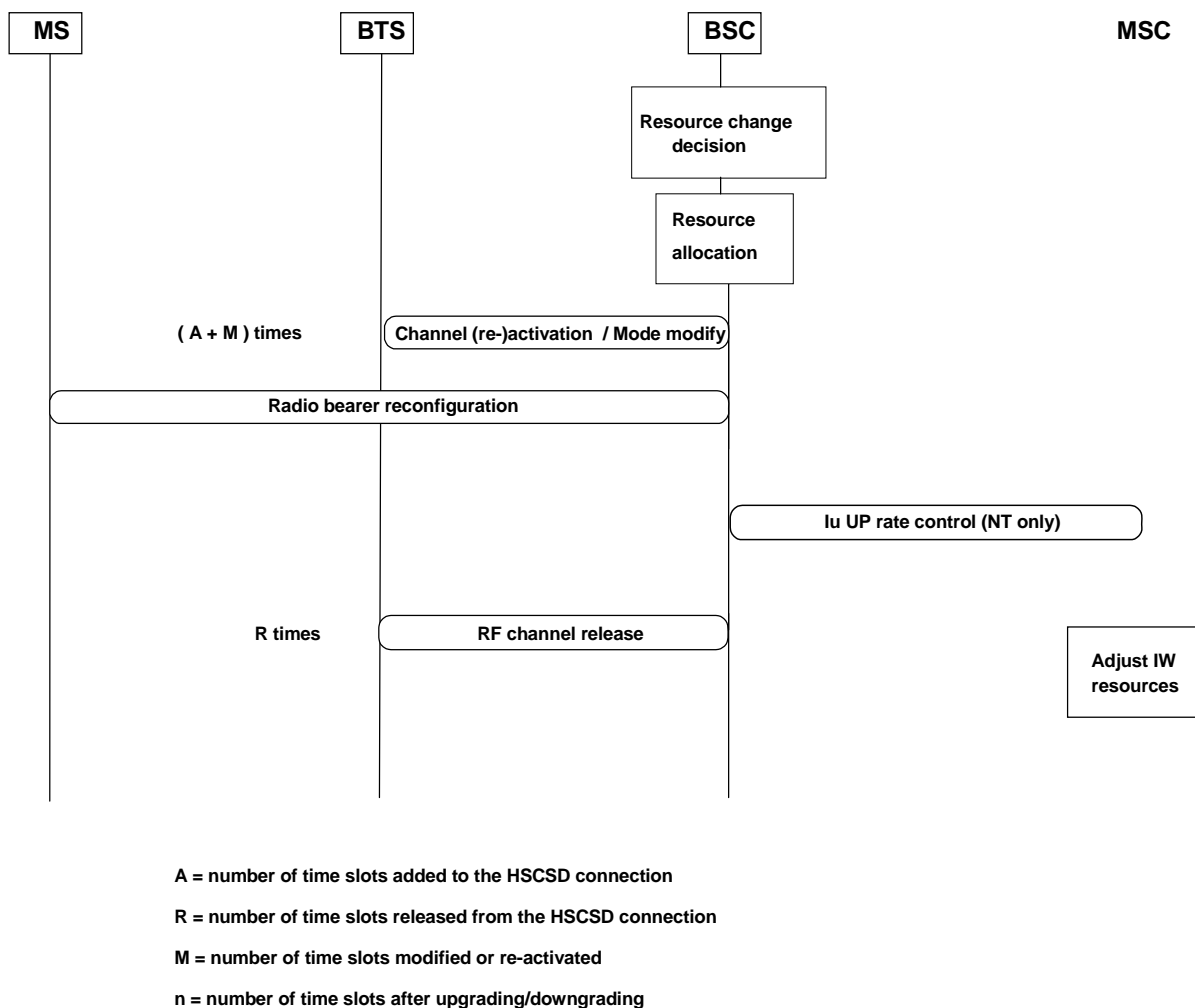 MS BTS BSC MSC
Resource change
decision
Resource
allocation
( A + M ) times Channel (re-)activation / Mode modify
Radio bearer reconfiguration
Iu UP rate control (NT only)
R times RF channel release
Adjust IW
resources
A = number of time slots added to the HSCSD connection
R = number of time slots released from the HSCSD connection
M = number of time slots modified or re-activated
n = number of time slots after upgrading/downgrading